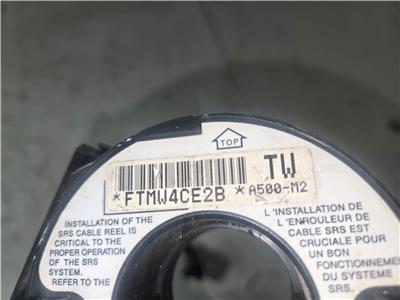 TOP
TW
*FTMW4CE2B* A500-M2
INSTALLATION OF THE
SRS CABLE REEL IS
CRITICAL TO THE
PROPER OPERATION
OF THE SRS
SYSTEM.
REFER TO THE
L'INSTALLATION DE
L'ENROULEUR DE
CABLE SRS EST
CRUCIALE POUR
UN BON
FONCTIONNEMENT
DU SYSTEME
SRS.